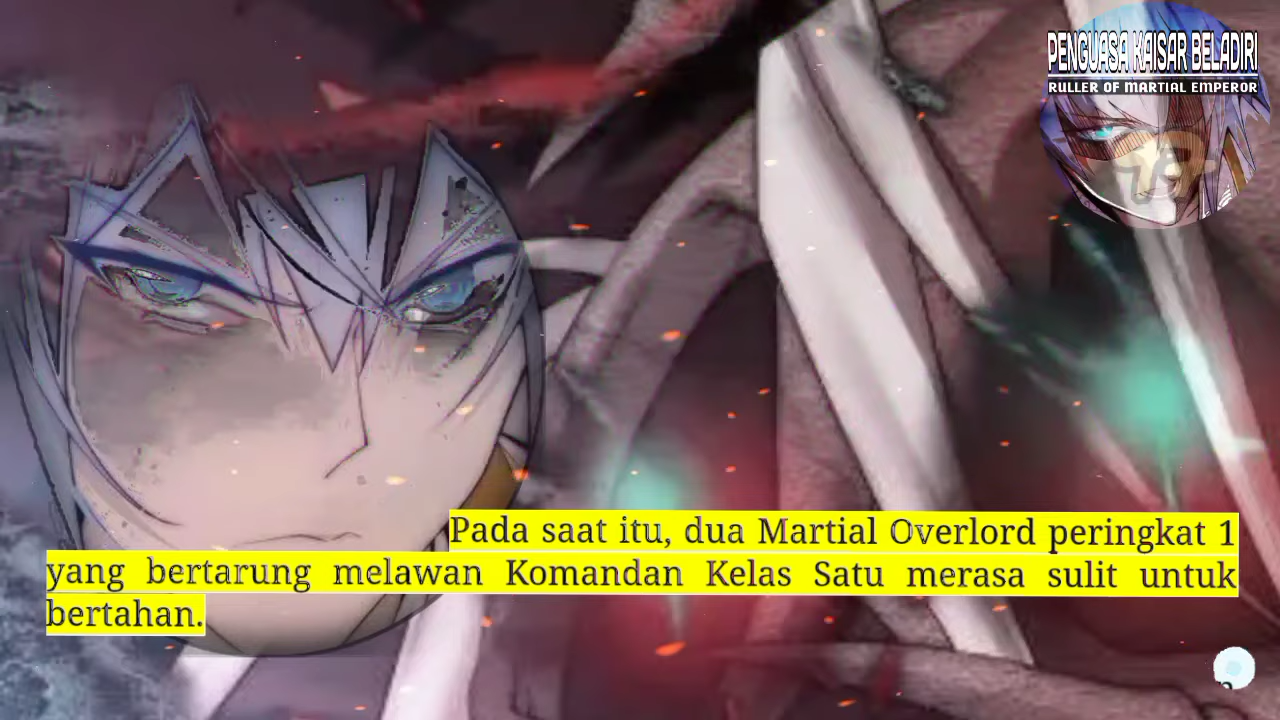 PENGUASA KAISAR BELADIRI
RULLER OF MARTIAL EMPEROR
Pada saat itu, dua Martial Overlord peringkat 1
yang bertarung melawan Komandan Kelas Satu merasa sulit untuk
bertahan.